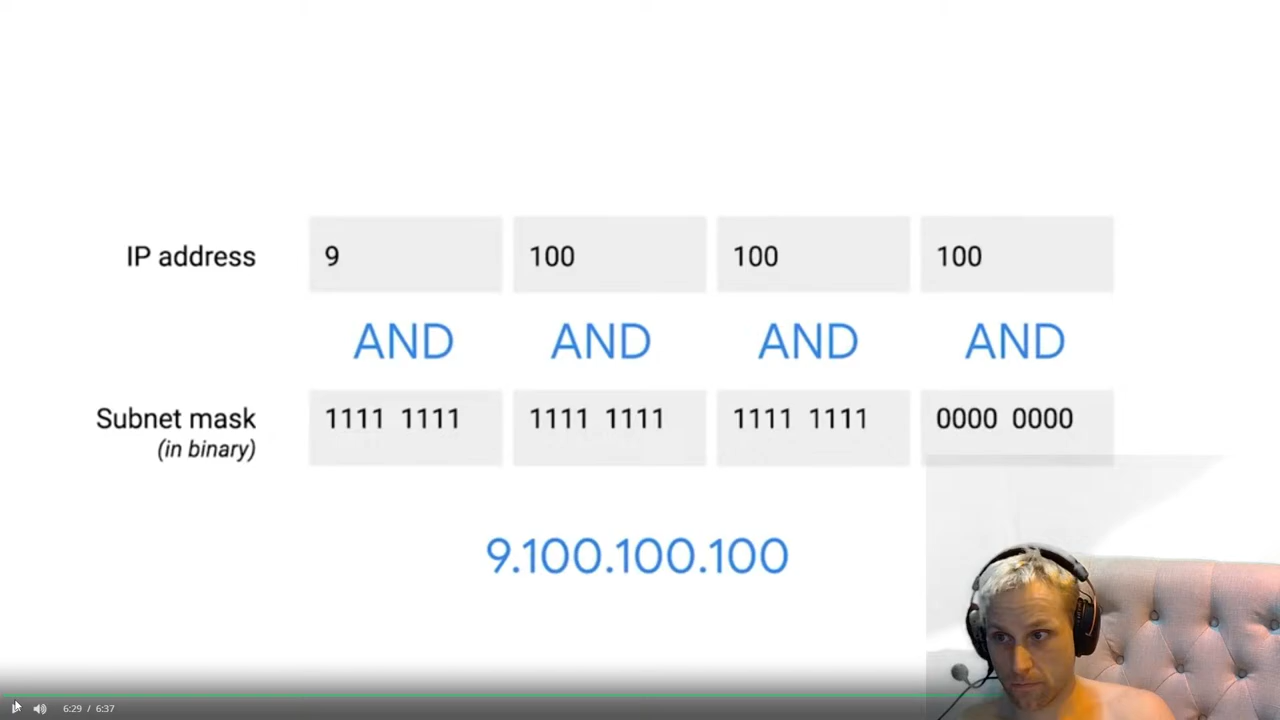 IP address 9 100 100 100
AND AND AND AND
Subnet mask 1111 1111 1111 1111 1111 1111 0000 0000
(in binary)
9.100.100.100
6:29 / 6:37